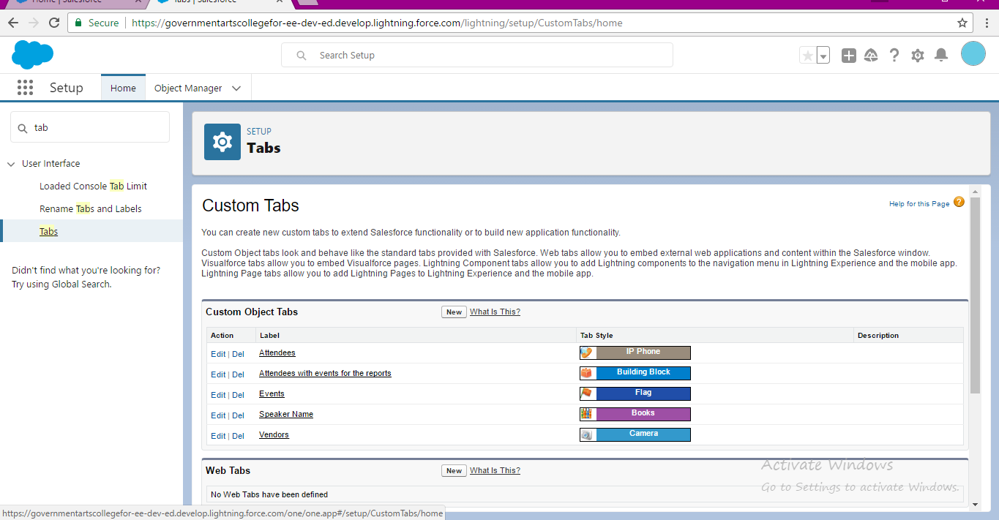 Home | Salesforce
Tabs | Salesforce
Secure
https://governmentartscollegefor-ee-dev-ed.develop.lightning.force.com/lightning/setup/CustomTabs/home
Search Setup
Setup
Home
Object Manager
tab
User Interface
Loaded Console Tab Limit
Rename Tabs and Labels
Tabs
Didn't find what you're looking for?
Try using Global Search.
SETUP
Tabs
Custom Tabs
Help for this Page
You can create new custom tabs to extend Salesforce functionality or to build new application functionality.
Custom Object tabs look and behave like the standard tabs provided with Salesforce. Web tabs allow you to embed external web applications and content within the Salesforce window.
Visualforce tabs allow you to embed Visualforce pages. Lightning Component tabs allow you to add Lightning components to the navigation menu in Lightning Experience and the mobile app.
Lightning Page tabs allow you to add Lightning Pages to Lightning Experience and the mobile app.
Custom Object Tabs New What Is This?
Action Label Tab Style Description
Edit | Del Attendees IP Phone
Edit | Del Attendees with events for the reports Building Block
Edit | Del Events Flag
Edit | Del Speaker Name Books
Edit | Del Vendors Camera
Web Tabs New What Is This?
No Web Tabs have been defined
Activate Windows
Go to Settings to activate Windows.
https://governmentartscollegefor-ee-dev-ed.develop.lightning.force.com/one/one.app#/setup/CustomTabs/home